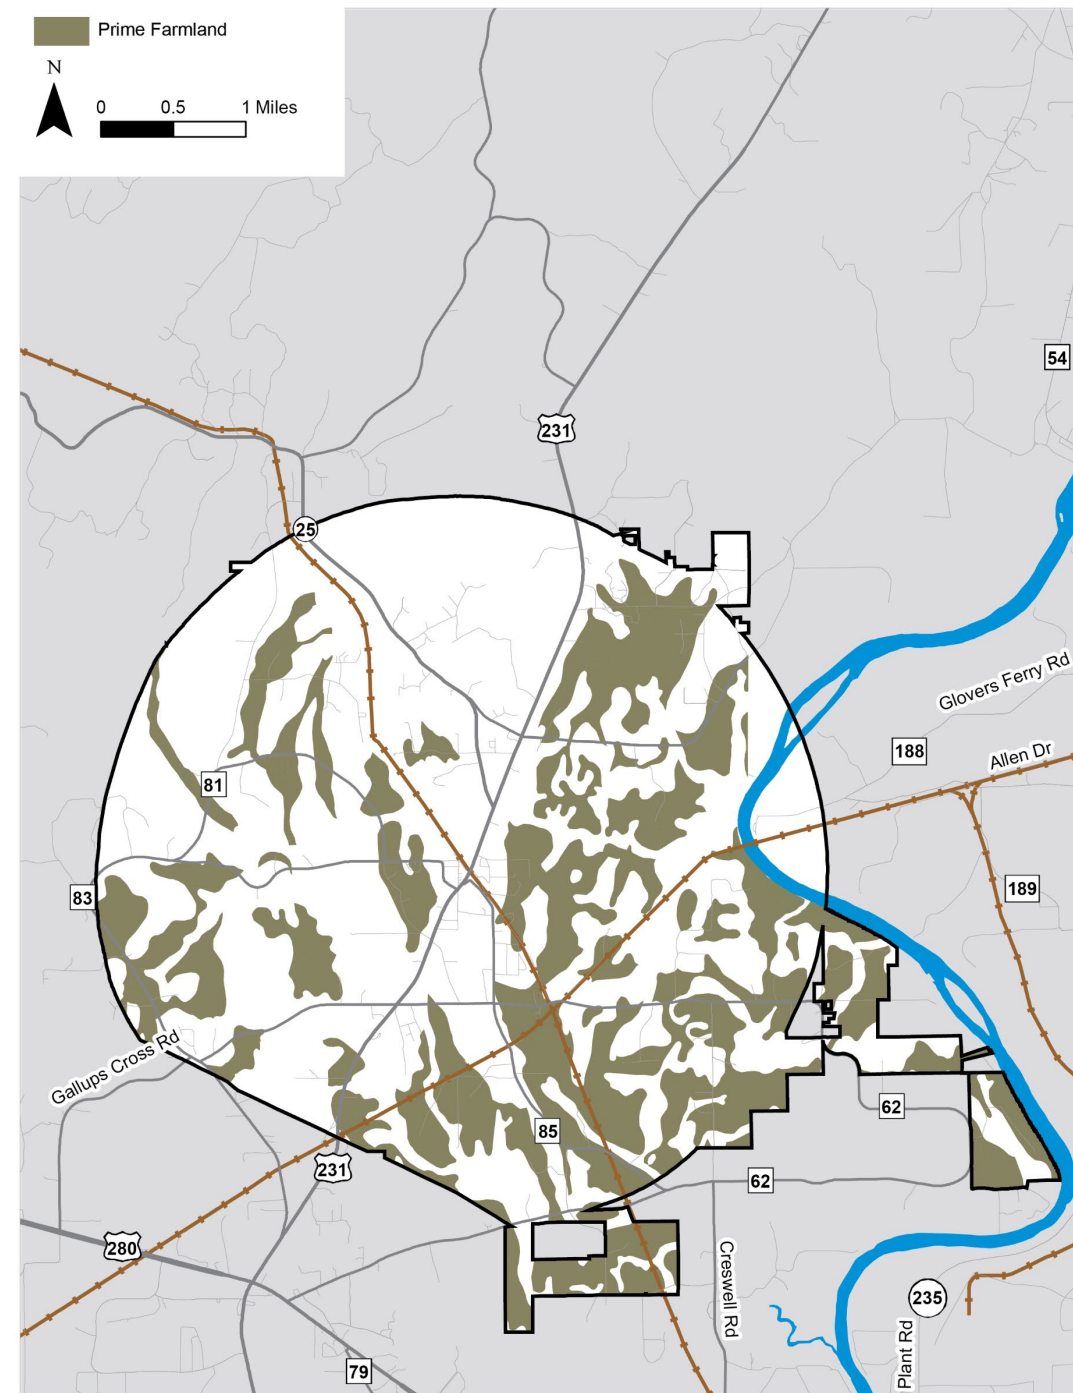 Prime Farmland
N
0 0.5 1 Miles
54
231
25
Glovers Ferry Rd
188
Allen Dr
81
83
189
Gallups Cross Rd
62
85
231
62
280
Creswell Rd
235
Plant Rd
79